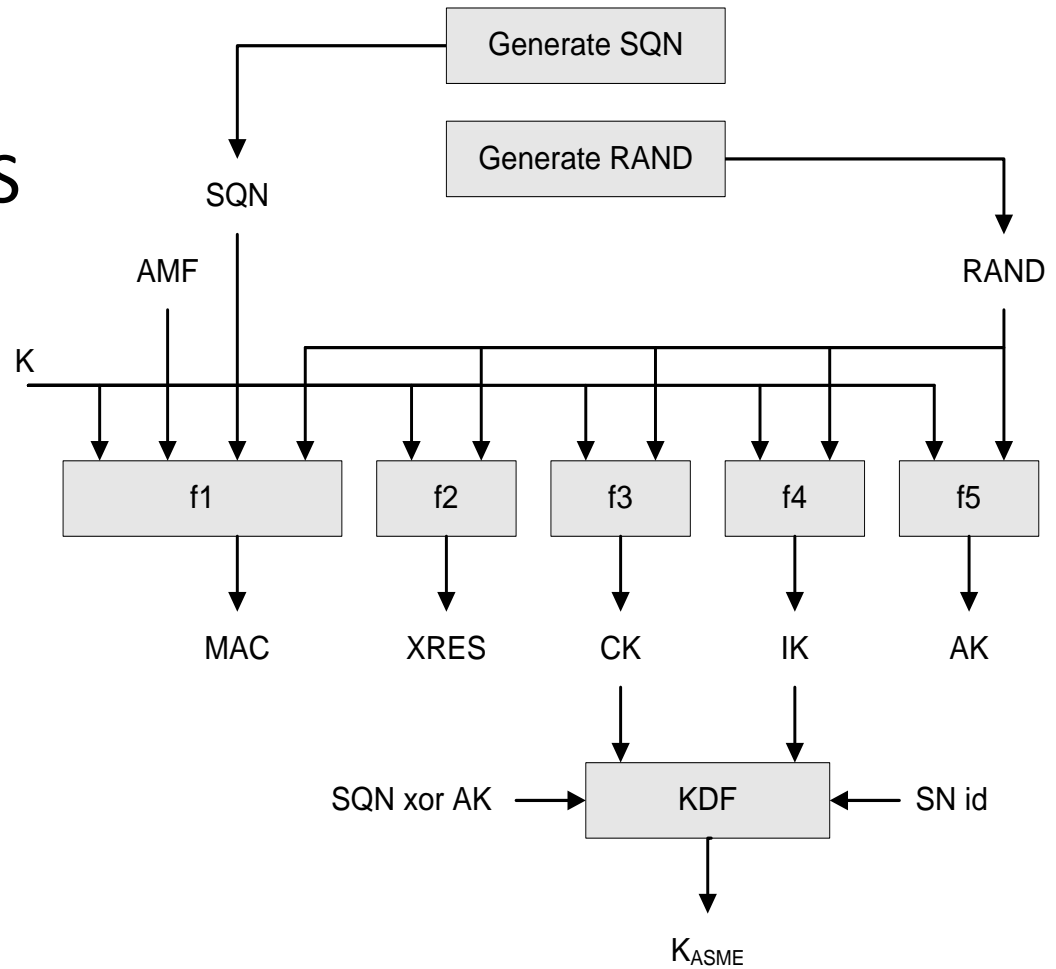 Generate SQN
Generate RAND
S
SQN
AMF
RAND
K
f1
f2
f3
f4
f5
MAC
XRES
CK
IK
AK
SQN xor AK
KDF
SN id
KASME